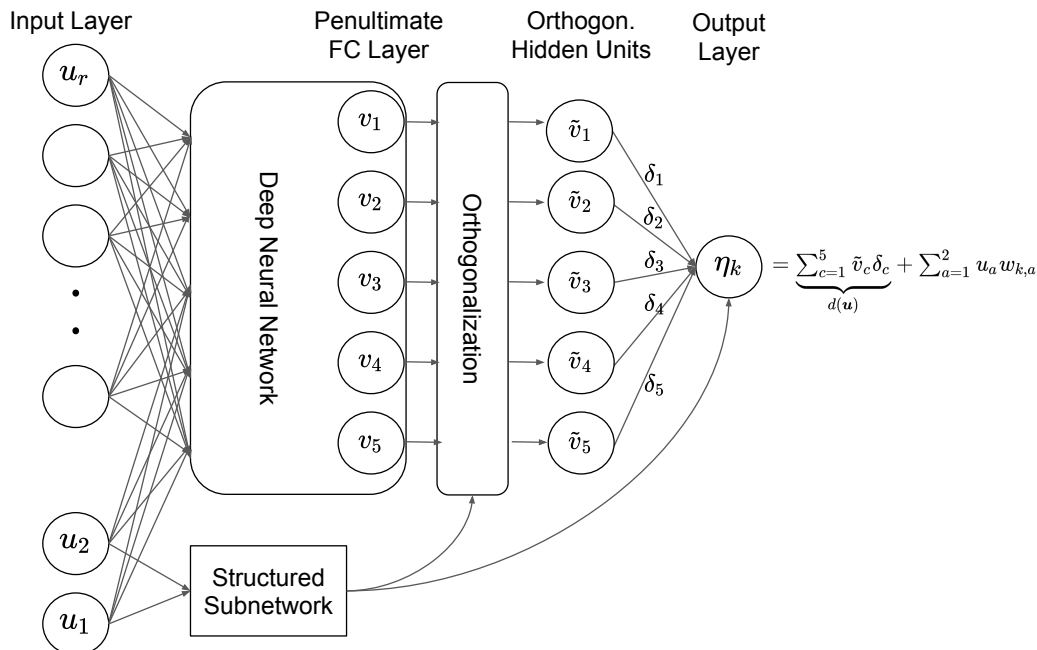 Input Layer
Penultimate
FC Layer
Orthogon.
Hidden Units
Output
Layer
u_r
u_2
u_1
Deep Neural Network
v_1
v_2
v_3
v_4
v_5
Orthogonalization
ṽ_1
ṽ_2
ṽ_3
ṽ_4
ṽ_5
δ_1
δ_2
δ_3
δ_4
δ_5
η_k
= ∑_{c=1}^{5} ṽ_c δ_c + ∑_{a=1}^{2} u_a w_{k,a}
d(u)
Structured
Subnetwork